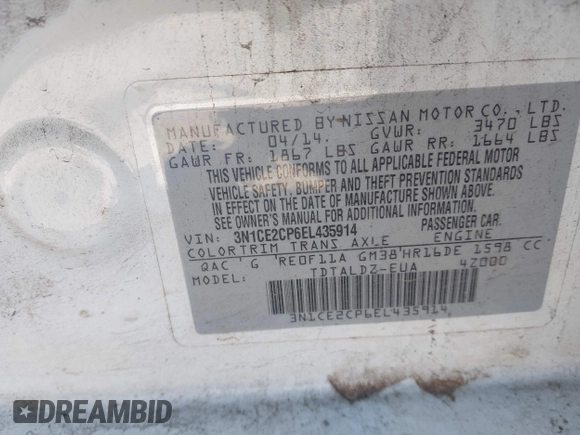 MANUFACTURED BY NISSAN MOTOR CO., LTD.
DATE: 04/14. GVWR: 3470 LBS
GAWR FR: 1867 LBS GAWR RR: 1664 LBS
THIS VEHICLE CONFORMS TO ALL APPLICABLE FEDERAL MOTOR
VEHICLE SAFETY, BUMPER AND THEFT PREVENTION STANDARDS
IN EFFECT ON THE DATE OF MANUFACTURE SHOWN ABOVE.
SEE OWNER'S MANUAL FOR ADDITIONAL INFORMATION.
VIN: 3N1CE2CP6EL435914 PASSENGER CAR.
COLOR TRIM TRANS AXLE ENGINE
QAC G RE0F11A GM38 HR16DE 1598 CC
MODEL: TDTALDZ-EUA 4Z000
3N1CE2CP6EL435914
DREAMBID